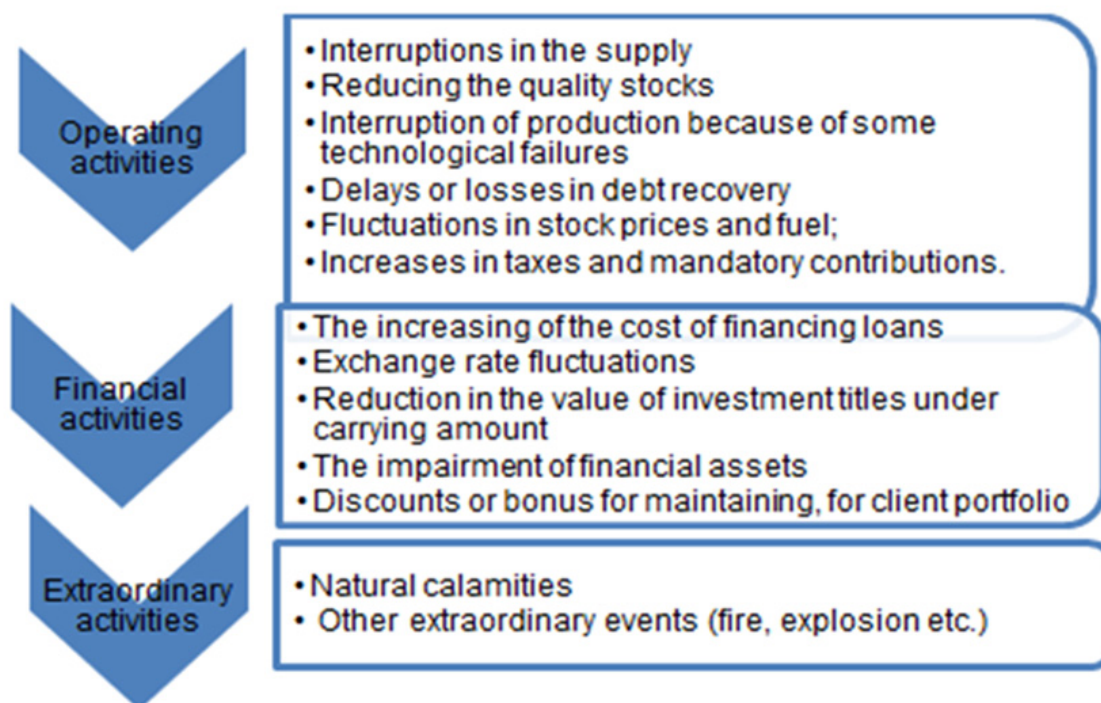 Operating
activities
• Interruptions in the supply
• Reducing the quality stocks
• Interruption of production because of some
technological failures
• Delays or losses in debt recovery
• Fluctuations in stock prices and fuel;
• Increases in taxes and mandatory contributions.
Financial
activities
• The increasing of the cost of financing loans
• Exchange rate fluctuations
• Reduction in the value of investment titles under
carrying amount
• The impairment of financial assets
• Discounts or bonus for maintaining, for client portfolio
Extraordinary
activities
• Natural calamities
• Other extraordinary events (fire, explosion etc.)